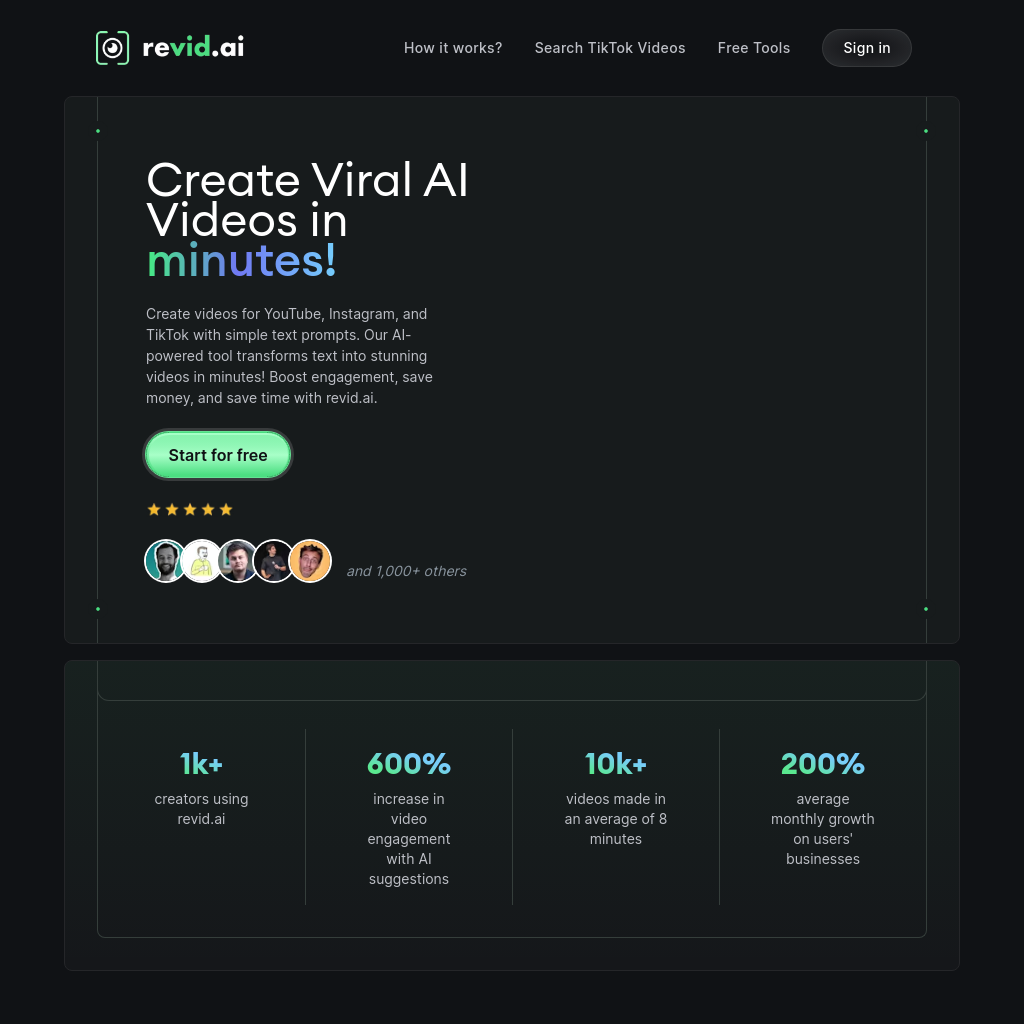 revid.ai
How it works?
Search TikTok Videos
Free Tools
Sign in
Create Viral AI
Videos in
minutes!
Create videos for YouTube, Instagram, and
TikTok with simple text prompts. Our AI-
powered tool transforms text into stunning
videos in minutes! Boost engagement, save
money, and save time with revid.ai.
Start for free
and 1,000+ others
1k+
creators using
revid.ai
600%
increase in
video
engagement
with AI
suggestions
10k+
videos made in
an average of 8
minutes
200%
average
monthly growth
on users'
businesses